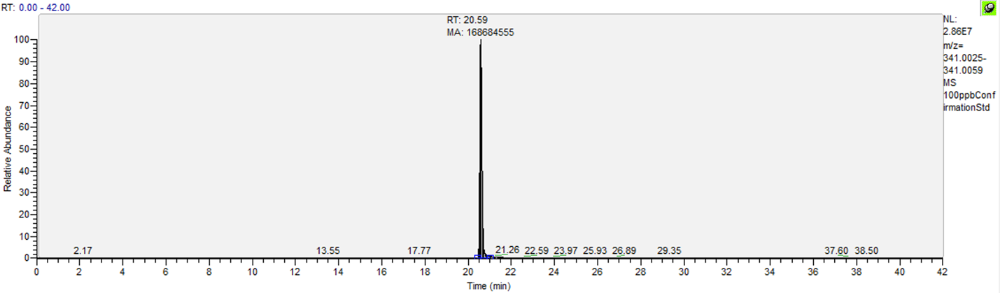 RT: 0.00 - 42.00
RT: 20.59
MA: 168684555
NL:
2.86E7
m/z=
341.0025-
341.0059
MS
100ppbConf
irmationStd
100
90
80
70
60
50
40
30
20
10
0
Relative Abundance
2.17
13.55
17.77
21.26
22.59
23.97
25.93
26.89
29.35
37.60
38.50
0 2 4 6 8 10 12 14 16 18 20 22 24 26 28 30 32 34 36 38 40 42
Time (min)